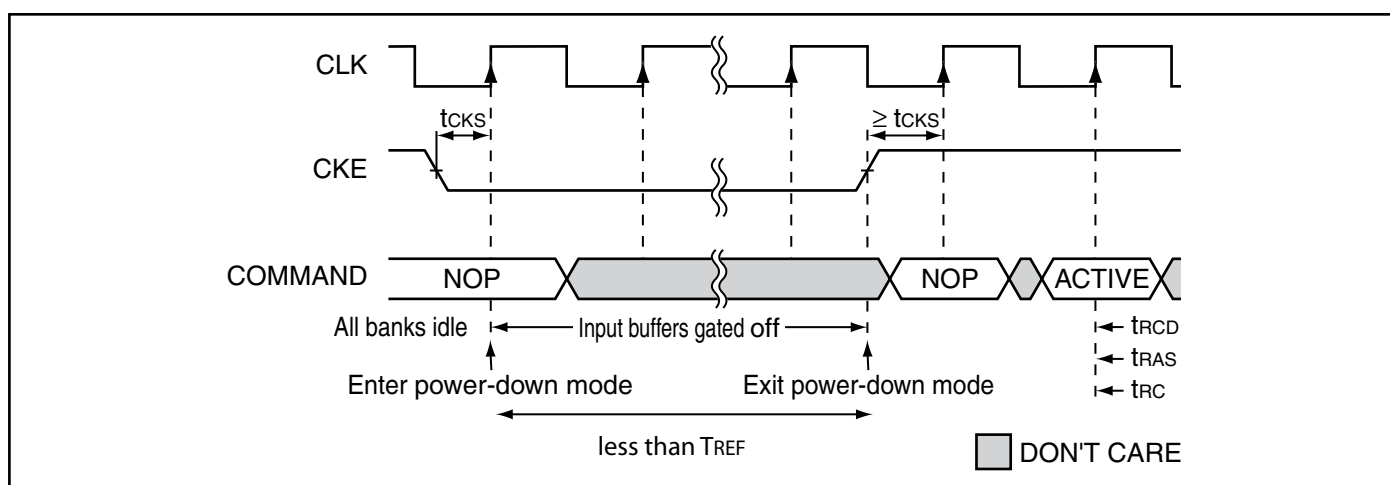 CLK
tCKS
≥ tCKS
CKE
COMMAND
NOP
NOP
ACTIVE
All banks idle
Input buffers gated off
tRCD
tRAS
tRC
Enter power-down mode
Exit power-down mode
less than TREF
DON'T CARE